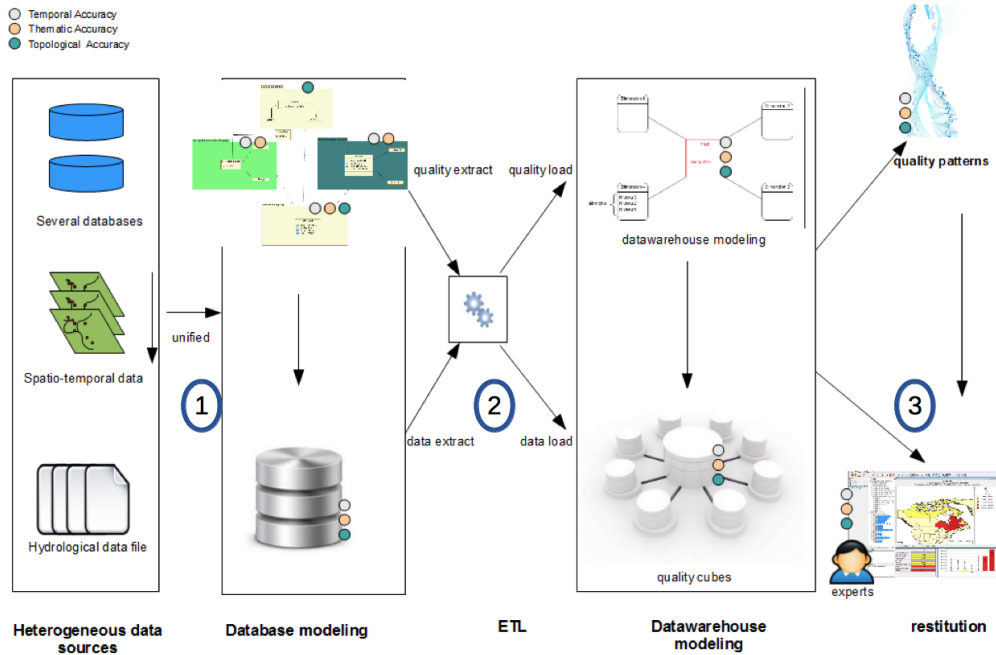 Temporal Accuracy
Thematic Accuracy
Topological Accuracy
Several databases
Spatio-temporal data
Hydrological data file
unified
1
quality extract
data extract
quality load
data load
2
datawarehouse modeling
quality cubes
quality patterns
3
experts
Heterogeneous data
sources
Database modeling
ETL
Datawarehouse
modeling
restitution